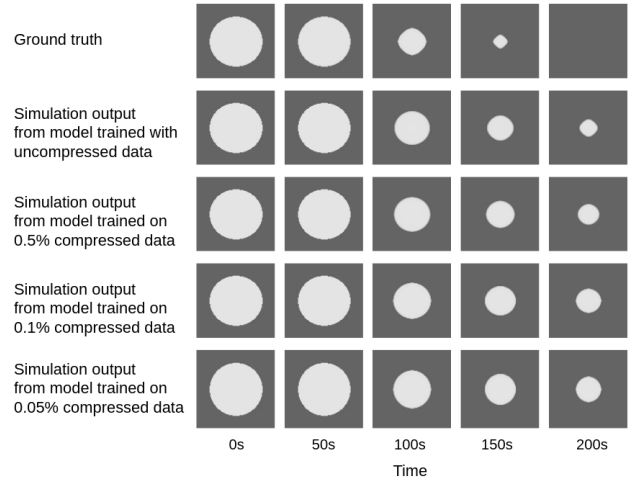 Ground truth
Simulation output
from model trained with
uncompressed data
Simulation output
from model trained on
0.5% compressed data
Simulation output
from model trained on
0.1% compressed data
Simulation output
from model trained on
0.05% compressed data
0s 50s 100s 150s 200s
Time